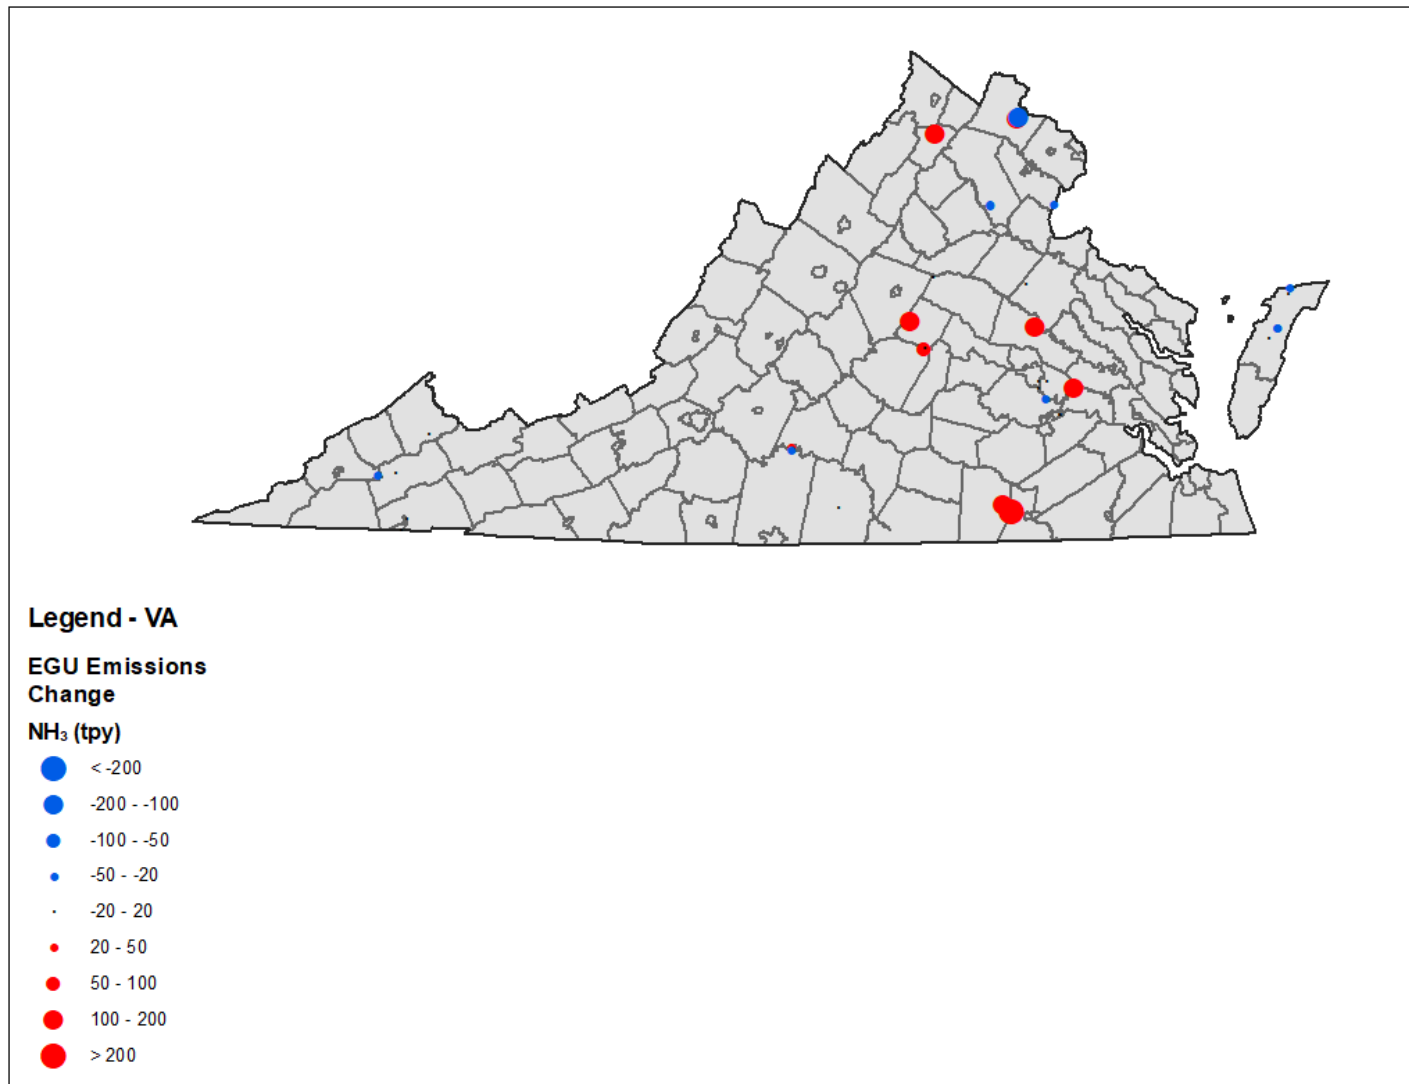 Legend - VA
EGU Emissions
Change
NH₃ (tpy)
< -200
-200 - -100
-100 - -50
-50 - -20
-20 - 20
20 - 50
50 - 100
100 - 200
> 200